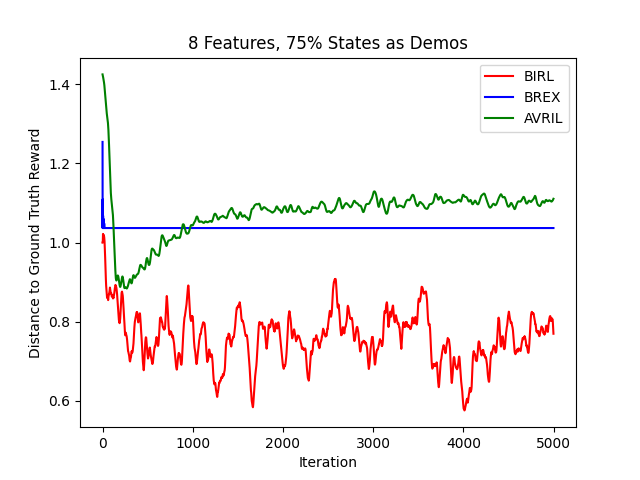 8 Features, 75% States as Demos
Distance to Ground Truth Reward
1.4
1.2
1.0
0.8
0.6
BIRL
BREX
AVRIL
0
1000
2000
3000
4000
5000
Iteration